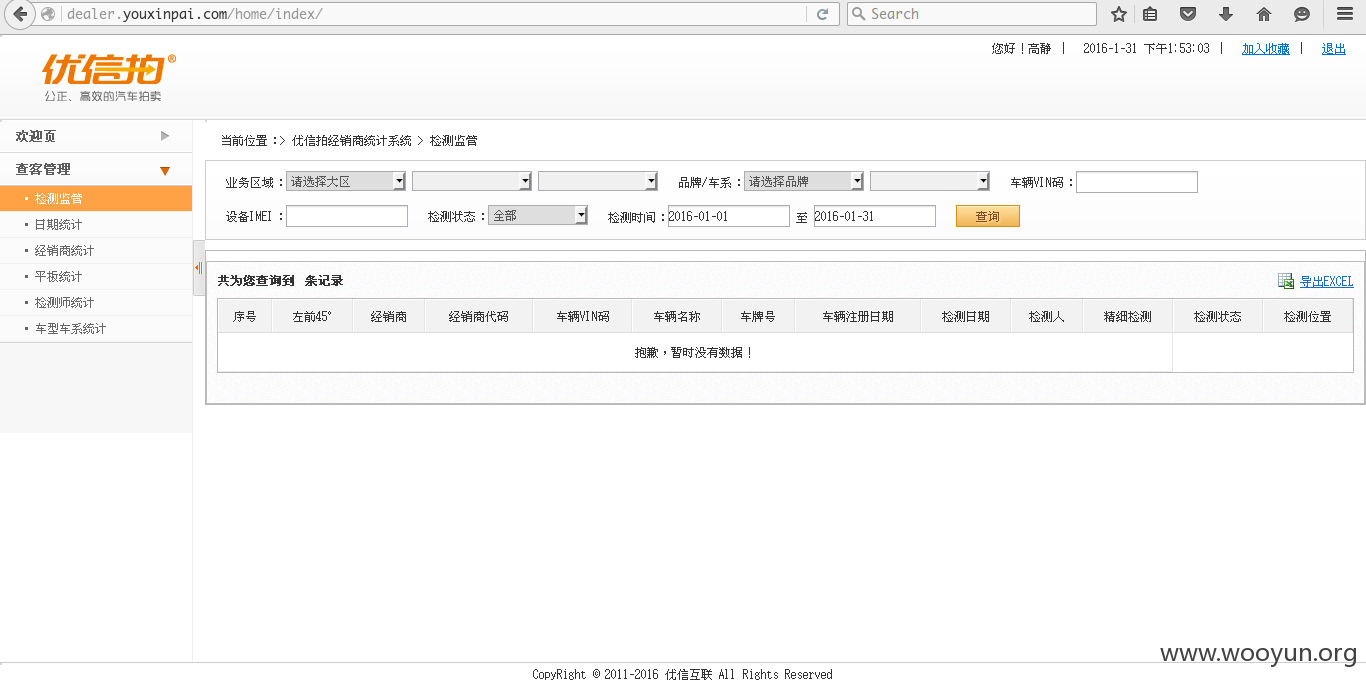 dealer.youxinpai.com/home/index/
Search
您好！高静 | 2016-1-31 下午1:53:03 | 加入收藏 | 退出
优信拍®
公正、高效的汽车拍卖
欢迎页
查客管理
检测监管
日期统计
经销商统计
平板统计
检测师统计
车型车系统计
当前位置：> 优信拍经销商统计系统 > 检测监管
业务区域：请选择大区 品牌/车系：请选择品牌 车辆VIN码：
设备IMEI： 检测状态：全部 检测时间：2016-01-01 至 2016-01-31 查询
共为您查询到 条记录 导出EXCEL
序号 左前45° 经销商 经销商代码 车辆VIN码 车辆名称 车牌号 车辆注册日期 检测日期 检测人 精细检测 检测状态 检测位置
抱歉，暂时没有数据！
www.wooyun.org
CopyRight © 2011-2016 优信互联 All Rights Reserved